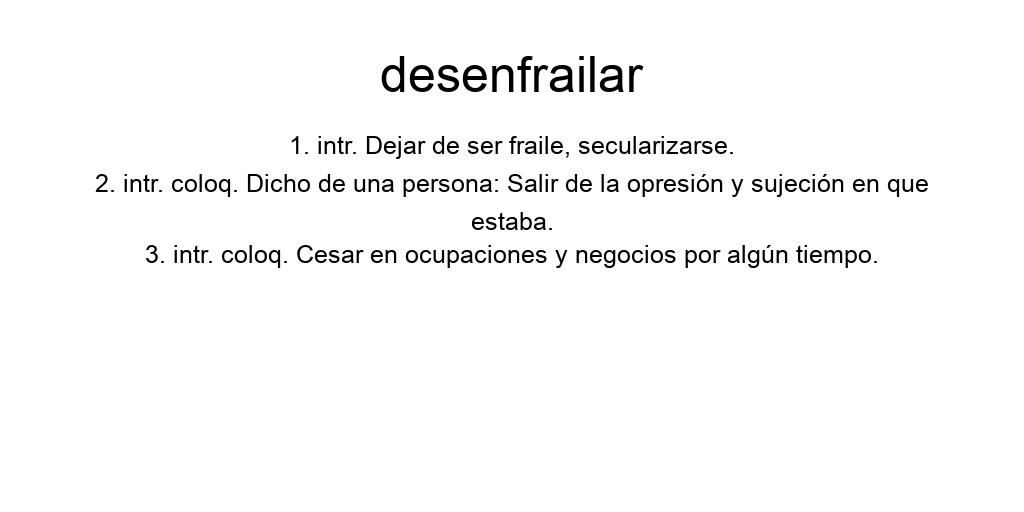 desenfrailar
1. intr. Dejar de ser fraile, secularizarse.
2. intr. coloq. Dicho de una persona: Salir de la opresión y sujeción en que
estaba.
3. intr. coloq. Cesar en ocupaciones y negocios por algún tiempo.